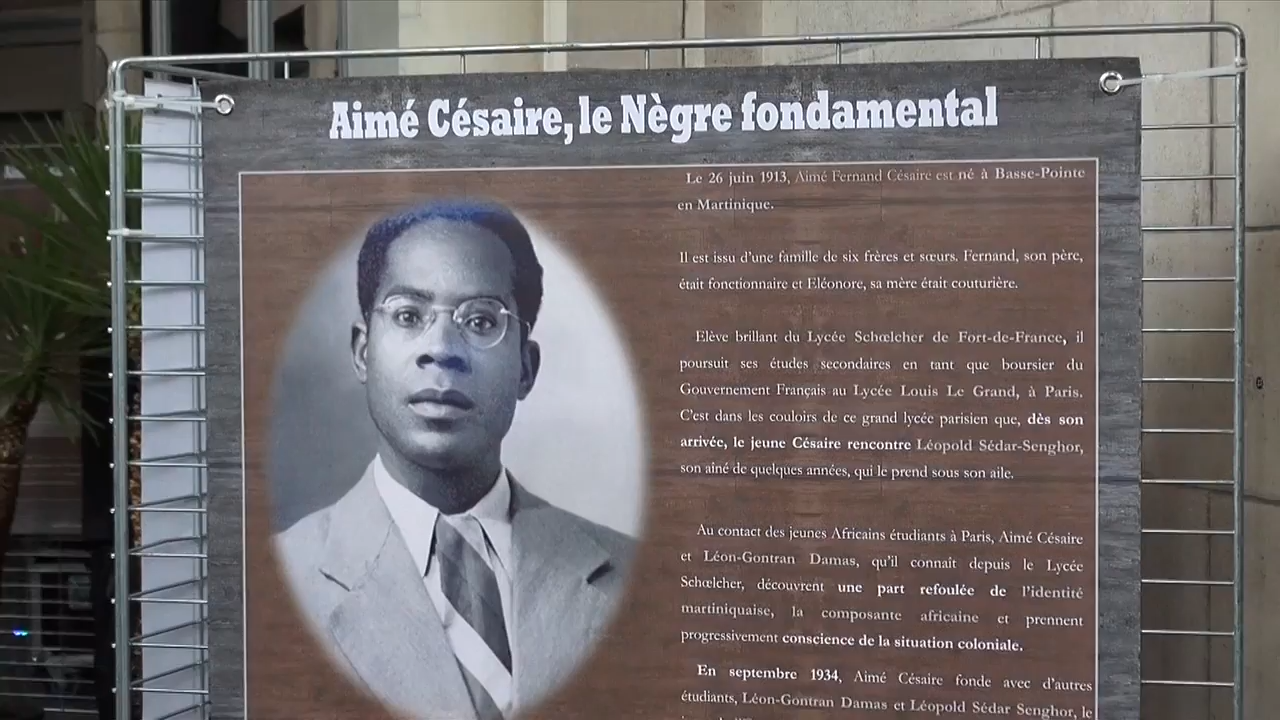 Aimé Césaire, le Nègre fondamental
Le 26 juin 1913, Aimé Fernand Césaire est né à Basse-Pointe
en Martinique.
Il est issu d'une famille de six frères et sœurs. Fernand, son père,
était fonctionnaire et Eléonore, sa mère était couturière.
Elève brillant du Lycée Schœlcher de Fort-de-France, il
poursuit ses études secondaires en tant que boursier du
Gouvernement Français au Lycée Louis Le Grand, à Paris.
C'est dans les couloirs de ce grand lycée parisien que, dès son
arrivée, le jeune Césaire rencontre Léopold Sédar-Senghor,
son ainé de quelques années, qui le prend sous son aile.
Au contact des jeunes Africains étudiants à Paris, Aimé Césaire
et Léon-Gontran Damas, qu'il connait depuis le Lycée
Schœlcher, découvrent une part refoulée de l'identité
martiniquaise, la composante africaine et prennent
progressivement conscience de la situation coloniale.
En septembre 1934, Aimé Césaire fonde avec d'autres
étudiants, Léon-Gontran Damas et Léopold Sédar Senghor, le